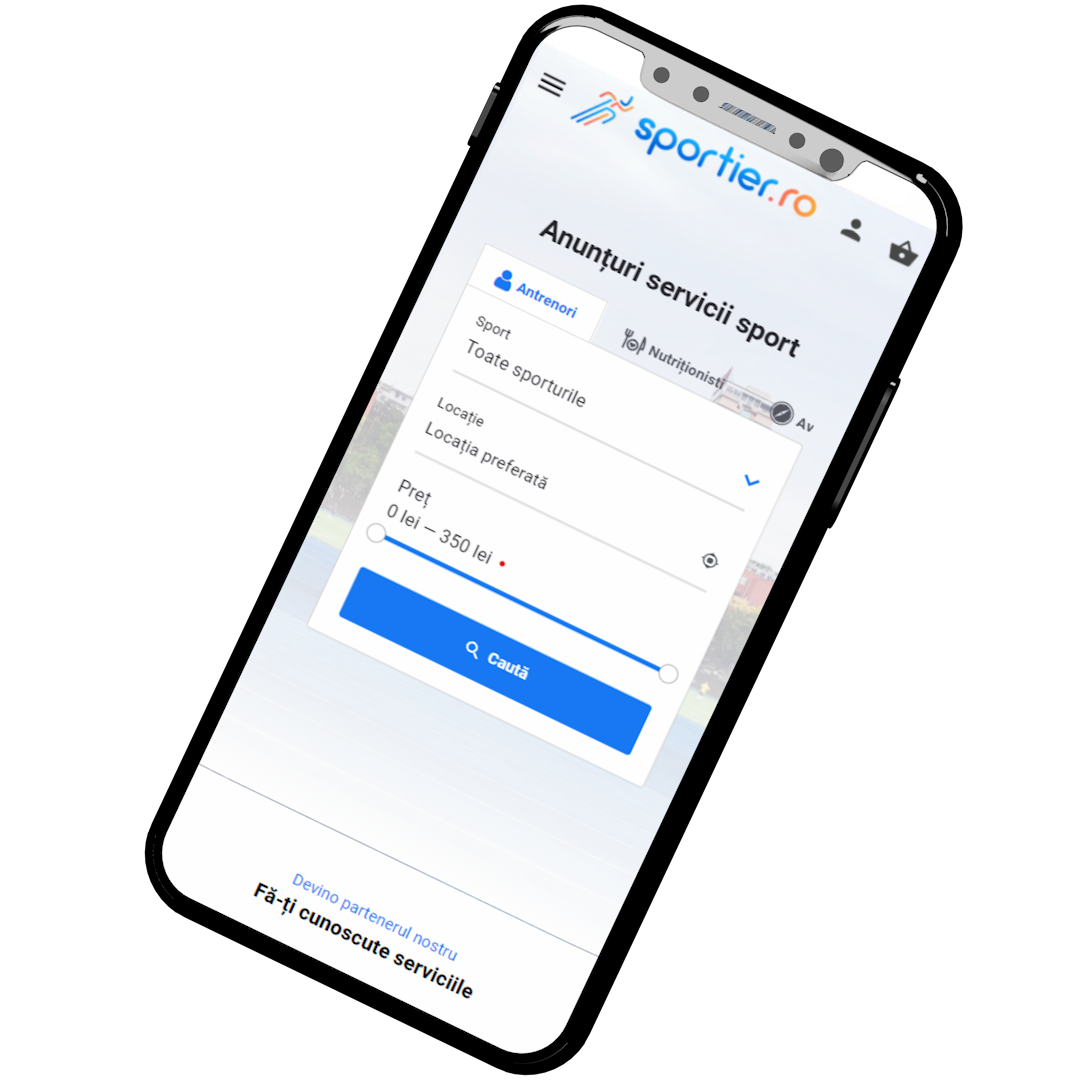 sportier.ro
Anunțuri servicii sport
Antrenori
Nutriționisti
Av
Sport
Toate sporturile
Locație
Locația preferată
Preț
0 lei – 350 lei
Caută
Devino partenerul nostru
Fă-ți cunoscute serviciile